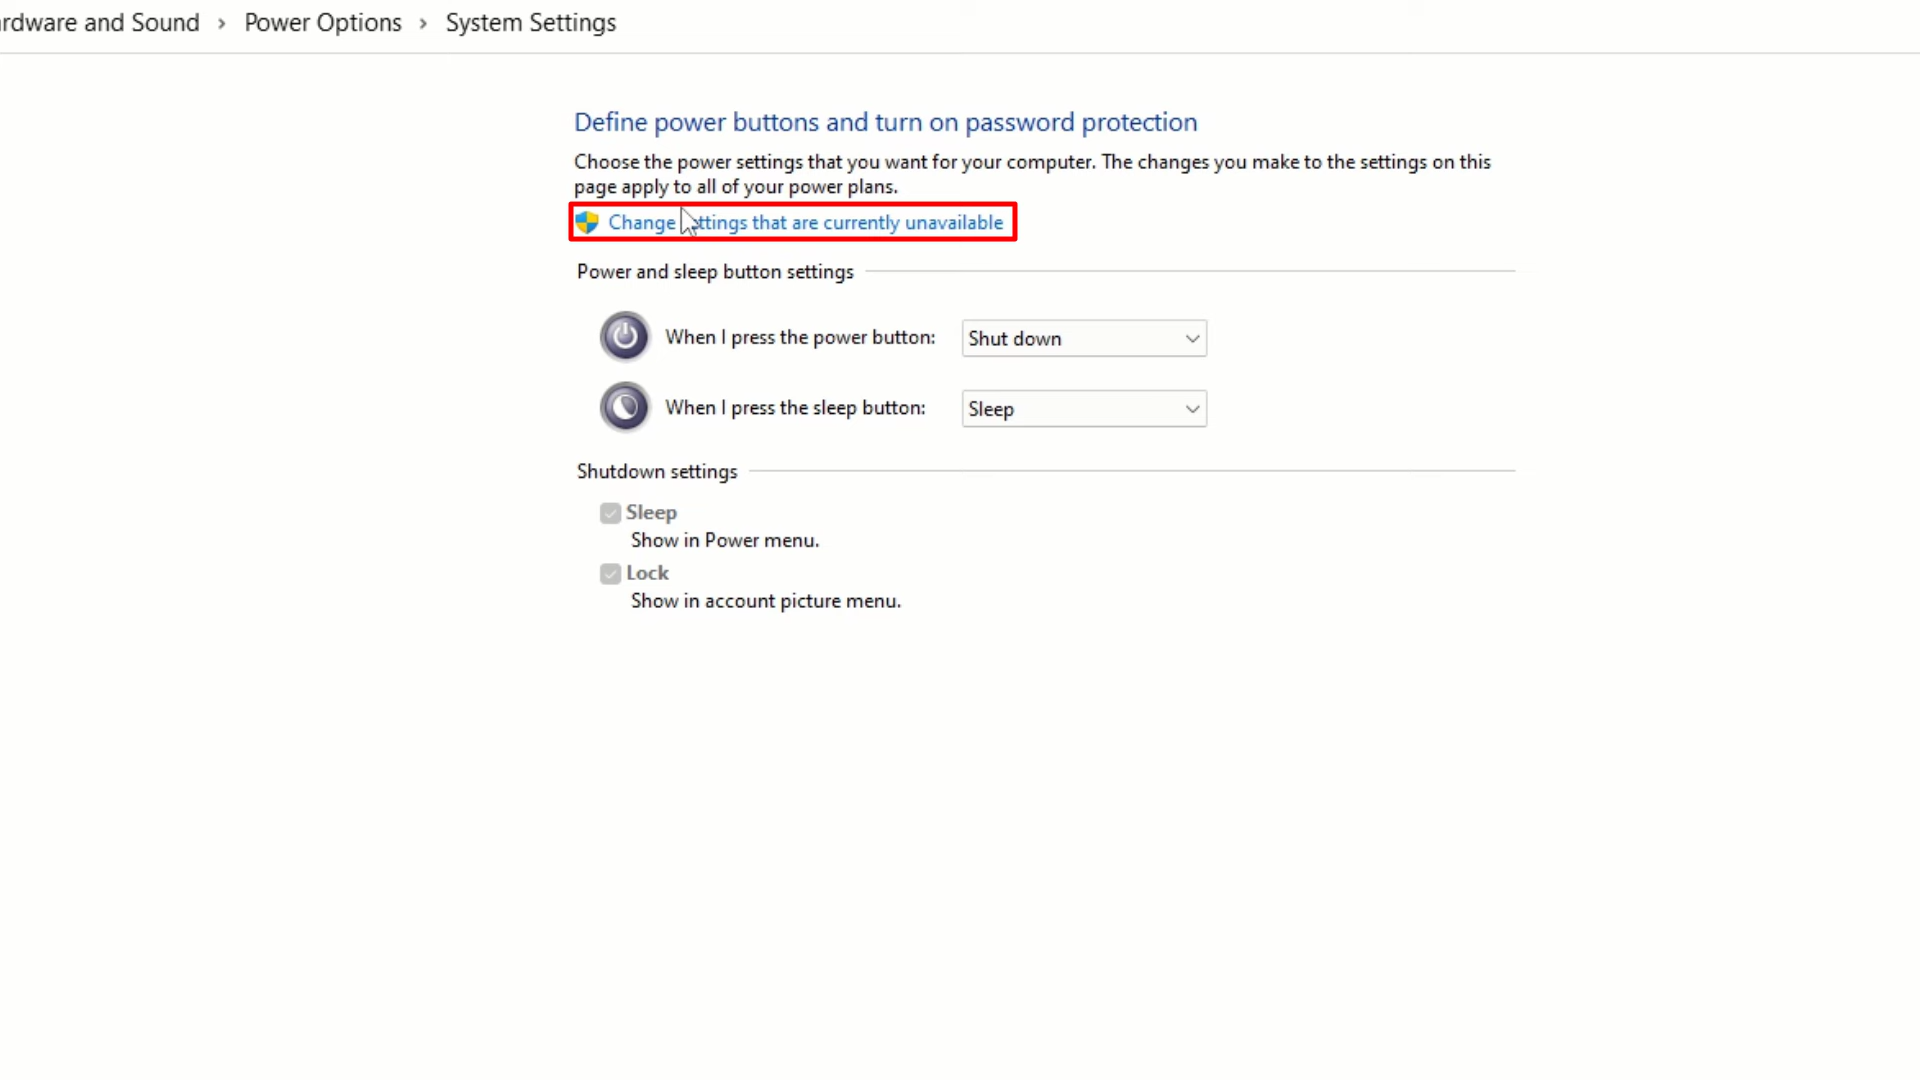 rdware and Sound › Power Options › System Settings
Define power buttons and turn on password protection
Choose the power settings that you want for your computer. The changes you make to the settings on this
page apply to all of your power plans.
Change settings that are currently unavailable
Power and sleep button settings
When I press the power button: Shut down
When I press the sleep button: Sleep
Shutdown settings
Sleep
Show in Power menu.
Lock
Show in account picture menu.